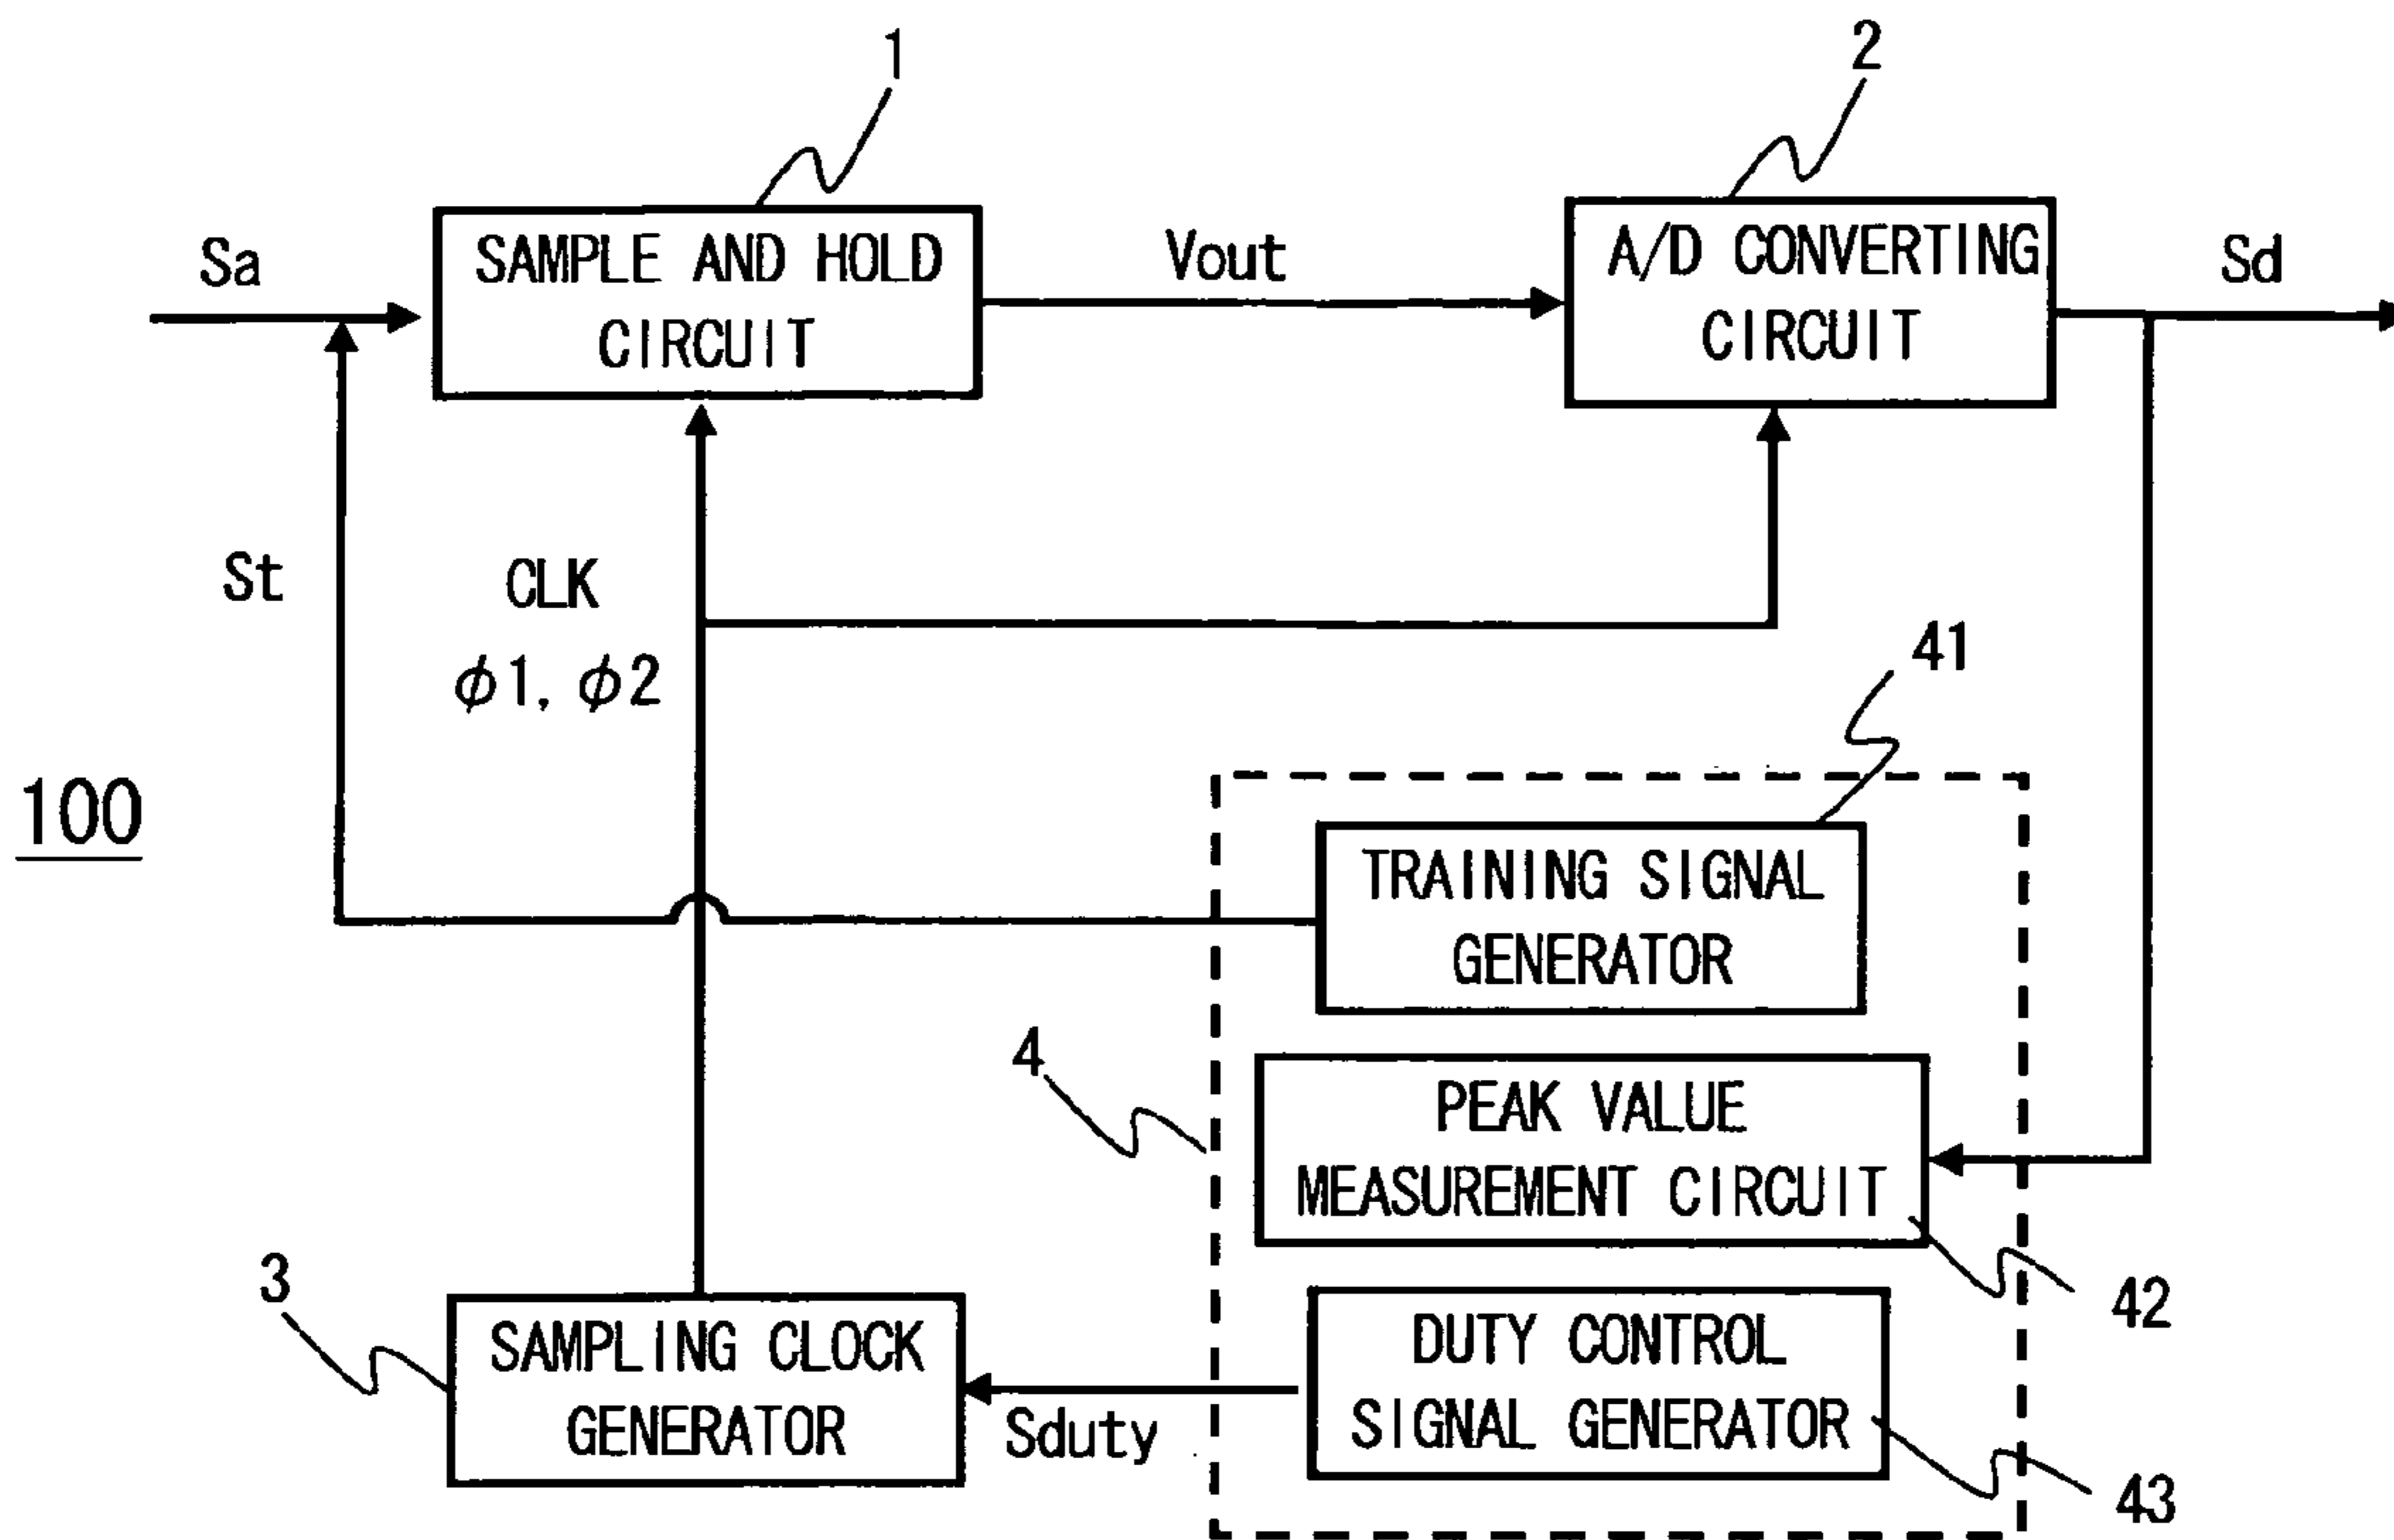 1
2
Sa
SAMPLE AND HOLD
CIRCUIT
Vout
A/D CONVERTING
CIRCUIT
Sd
St
CLK
φ1, φ2
41
100
TRAINING SIGNAL
GENERATOR
4
PEAK VALUE
MEASUREMENT CIRCUIT
42
3
SAMPLING CLOCK
GENERATOR
Sduty
DUTY CONTROL
SIGNAL GENERATOR
43